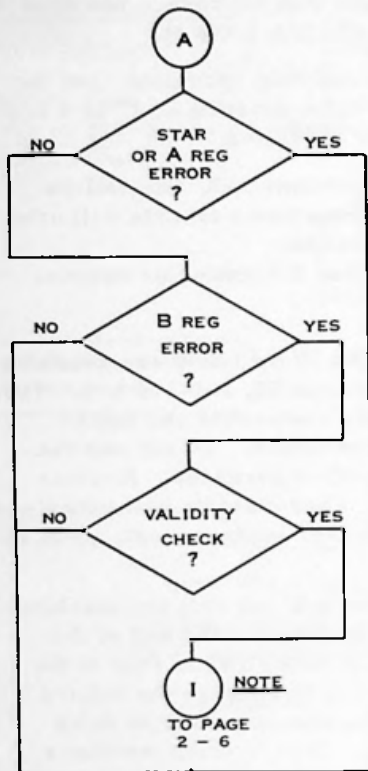 A
STAR
OR A REG
ERROR
?
NO
YES
B REG
ERROR
?
NO
YES
VALIDITY
CHECK
?
NO
YES
I
NOTE
TO PAGE
2 - 6